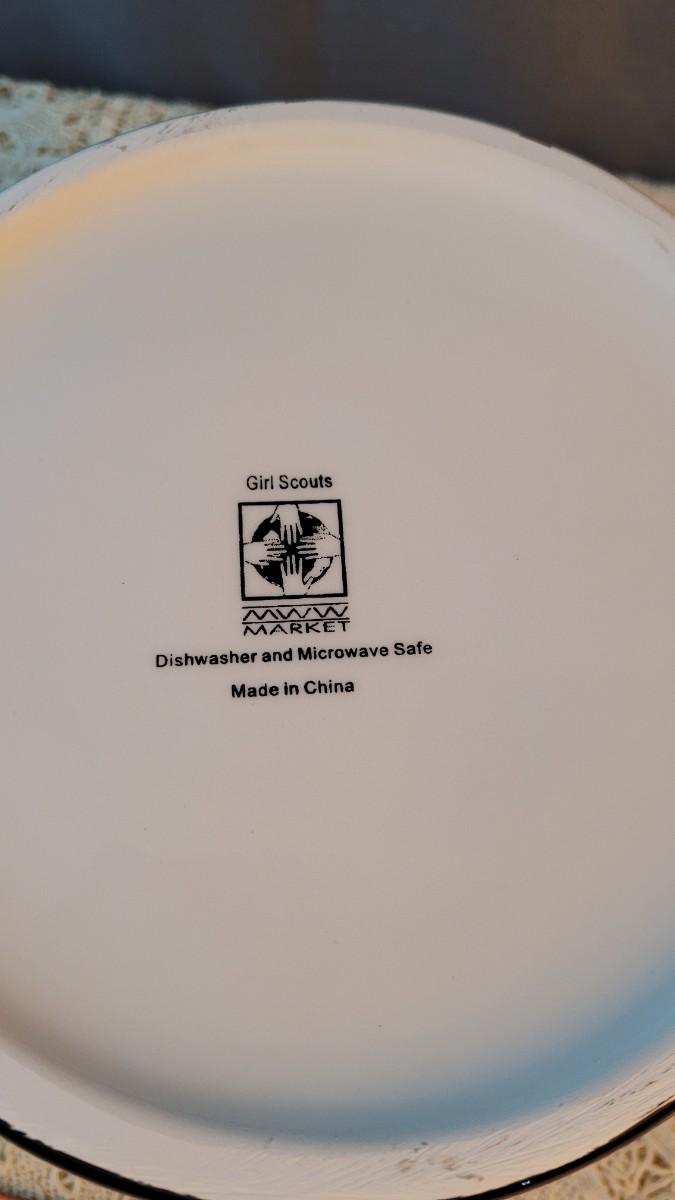 Girl Scouts
MWW
MARKET
Dishwasher and Microwave Safe
Made in China